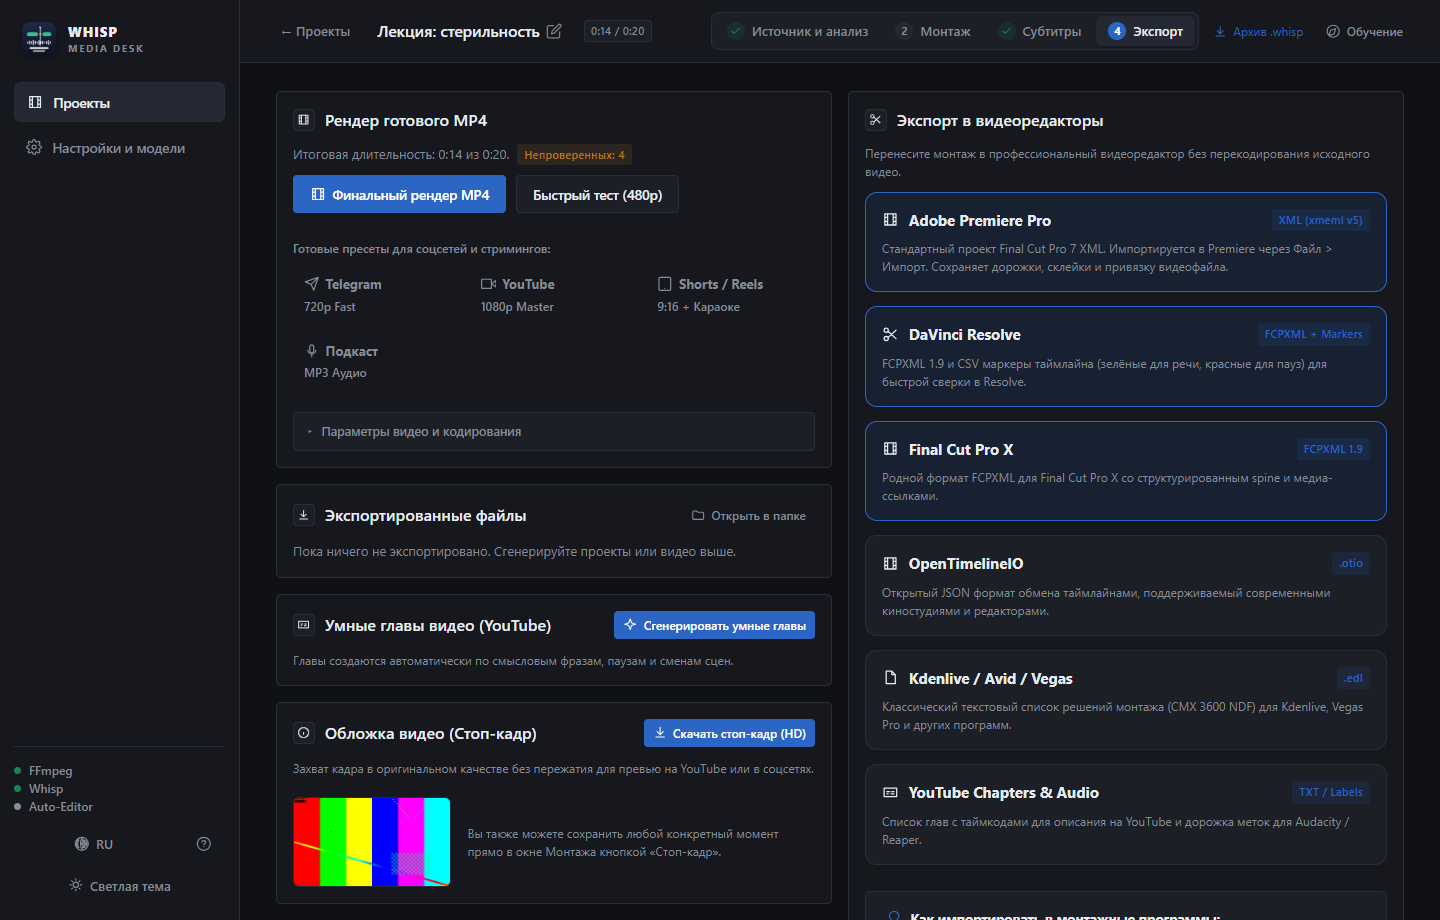 WHISP
MEDIA DESK
Проекты
Настройки и модели
FFmpeg
Whisp
Auto-Editor
RU
Светлая тема
← Проекты
Лекция: стерильность
0:14 / 0:20
Источник и анализ
2 Монтаж
Субтитры
4 Экспорт
Архив .whisp
Обучение
Рендер готового MP4
Итоговая длительность: 0:14 из 0:20. Непроверенных: 4
Финальный рендер MP4
Быстрый тест (480p)
Готовые пресеты для соцсетей и стримингов:
Telegram
720p Fast
YouTube
1080p Master
Shorts / Reels
9:16 + Караоке
Подкаст
MP3 Аудио
Параметры видео и кодирования
Экспортированные файлы
Открыть в папке
Пока ничего не экспортировано. Сгенерируйте проекты или видео выше.
Умные главы видео (YouTube)
Сгенерировать умные главы
Главы создаются автоматически по смысловым фразам, паузам и сменам сцен.
Обложка видео (Стоп-кадр)
Скачать стоп-кадр (HD)
Захват кадра в оригинальном качестве без пережатия для превью на YouTube или в соцсетях.
Вы также можете сохранить любой конкретный момент
прямо в окне Монтажа кнопкой «Стоп-кадр».
Экспорт в видеоредакторы
Перенесите монтаж в профессиональный видеоредактор без перекодирования исходного
видео.
Adobe Premiere Pro
XML (xmeml v5)
Стандартный проект Final Cut Pro 7 XML. Импортируется в Premiere через Файл >
Импорт. Сохраняет дорожки, склейки и привязку видеофайла.
DaVinci Resolve
FCPXML + Markers
FCPXML 1.9 и CSV маркеры таймлайна (зелёные для речи, красные для пауз) для
быстрой сверки в Resolve.
Final Cut Pro X
FCPXML 1.9
Родной формат FCPXML для Final Cut Pro X со структурированным spine и медиа-
ссылками.
OpenTimelineIO
.otio
Открытый JSON формат обмена таймлайнами, поддерживаемый современными
киностудиями и редакторами.
Kdenlive / Avid / Vegas
.edl
Классический текстовый список решений монтажа (CMX 3600 NDF) для Kdenlive, Vegas
Pro и других программ.
YouTube Chapters & Audio
TXT / Labels
Список глав с таймкодами для описания на YouTube и дорожка меток для Audacity /
Reaper.
Как импортировать в монтажные программы: